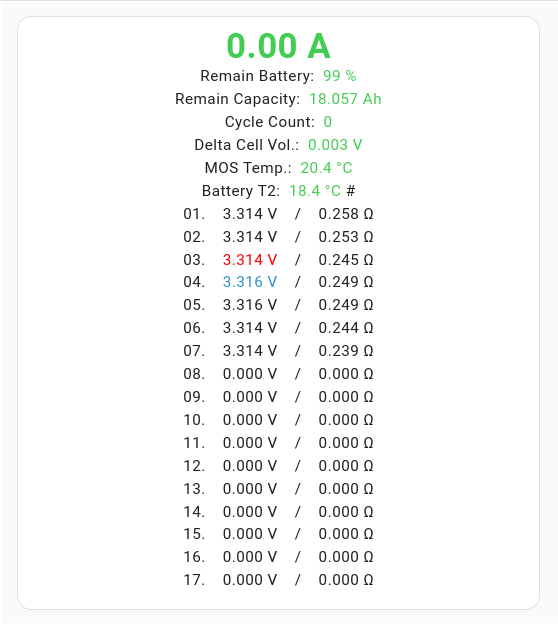 0.00 A
Remain Battery: 99 %
Remain Capacity: 18.057 Ah
Cycle Count: 0
Delta Cell Vol.: 0.003 V
MOS Temp.: 20.4 °C
Battery T2: 18.4 °C #
01. 3.314 V / 0.258 Ω
02. 3.314 V / 0.253 Ω
03. 3.314 V / 0.245 Ω
04. 3.316 V / 0.249 Ω
05. 3.316 V / 0.249 Ω
06. 3.314 V / 0.244 Ω
07. 3.314 V / 0.239 Ω
08. 0.000 V / 0.000 Ω
09. 0.000 V / 0.000 Ω
10. 0.000 V / 0.000 Ω
11. 0.000 V / 0.000 Ω
12. 0.000 V / 0.000 Ω
13. 0.000 V / 0.000 Ω
14. 0.000 V / 0.000 Ω
15. 0.000 V / 0.000 Ω
16. 0.000 V / 0.000 Ω
17. 0.000 V / 0.000 Ω